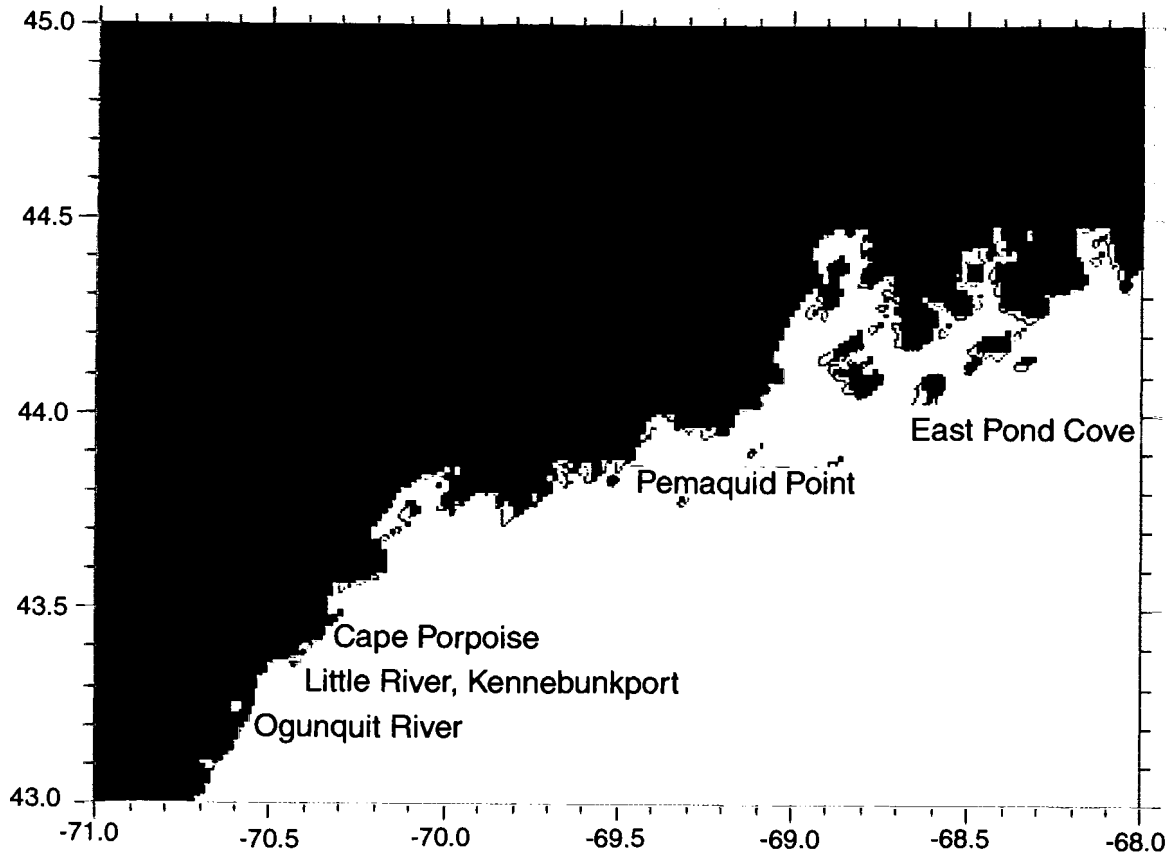 45.0
44.5
44.0
East Pond Cove
Pemaquid Point
43.5
Cape Porpoise
Little River, Kennebunkport
Ogunquit River
43.0
-71.0 -70.5 -70.0 -69.5 -69.0 -68.5 -68.0